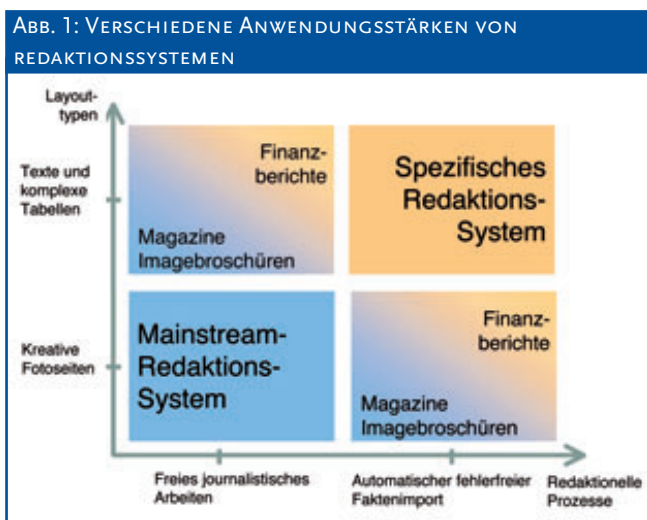 Abb. 1: Verschiedene Anwendungsstärken von
redaktionssystemen
Layout-
typen
Texte und
komplexe
Tabellen
Kreative
Fotoseiten
Finanz-
berichte
Magazine
Imagebroschüren
Spezifisches
Redaktions-
System
Mainstream-
Redaktions-
System
Finanz-
berichte
Magazine
Imagebroschüren
Freies journalistisches
Arbeiten
Automatischer fehlerfreier
Faktenimport
Redaktionelle
Prozesse